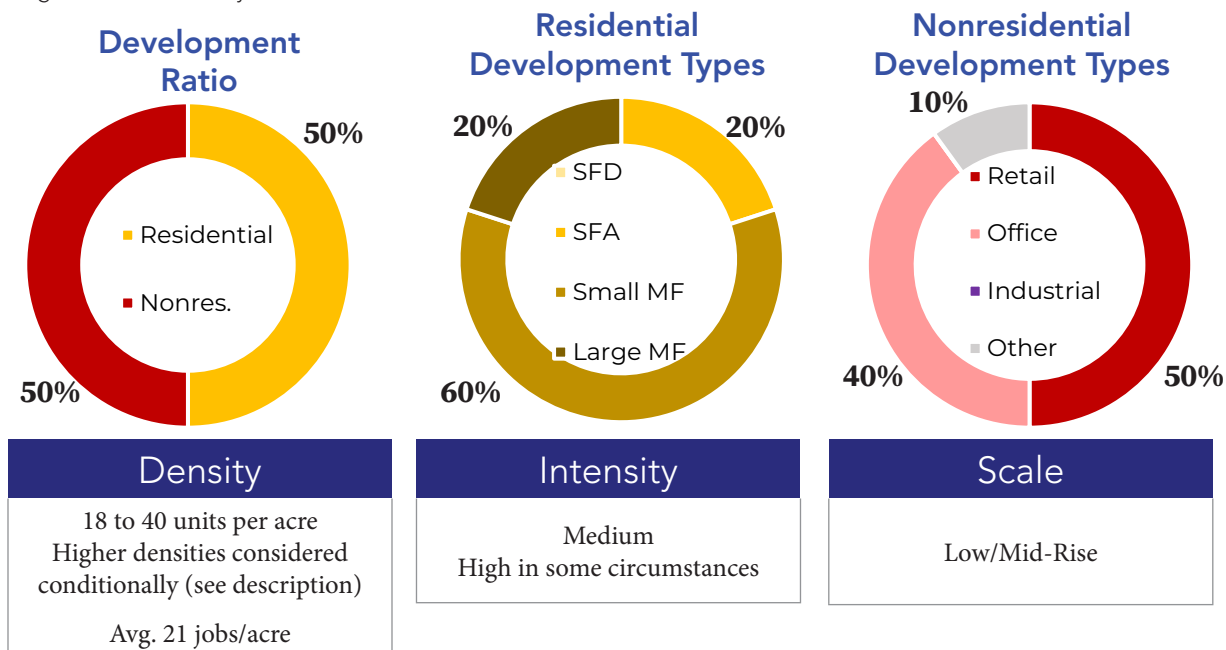 Development
Ratio
50%
Residential
Nonres.
50%
Residential
Development Types
20%
20%
SFD
SFA
Small MF
Large MF
60%
Nonresidential
Development Types
10%
Retail
Office
Industrial
Other
40%
50%
Density
18 to 40 units per acre
Higher densities considered
conditionally (see description)
Avg. 21 jobs/acre
Intensity
Medium
High in some circumstances
Scale
Low/Mid-Rise